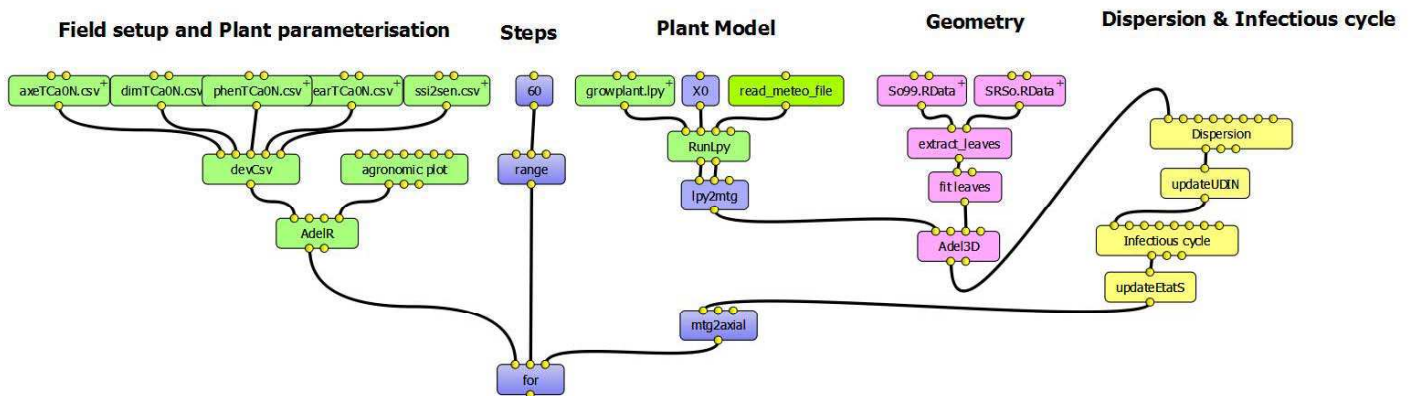 Field setup and Plant parameterisation
Steps
Plant Model
Geometry
Dispersion & Infectious cycle
axeTCa0N.csv
dimTCa0N.csv
phenTCa0N.csv
earTCa0N.csv
ssi2sen.csv
60
growplant.lpy
X0
read_meteo_file
So99.RData
SRSo.RData
devCsv
agronomic plot
range
RunLpy
extract_leaves
Dispersion
lpy2mtg
fit leaves
updateUDIN
AdelR
Adel3D
Infectious cycle
updateEtatS
mtg2axial
for